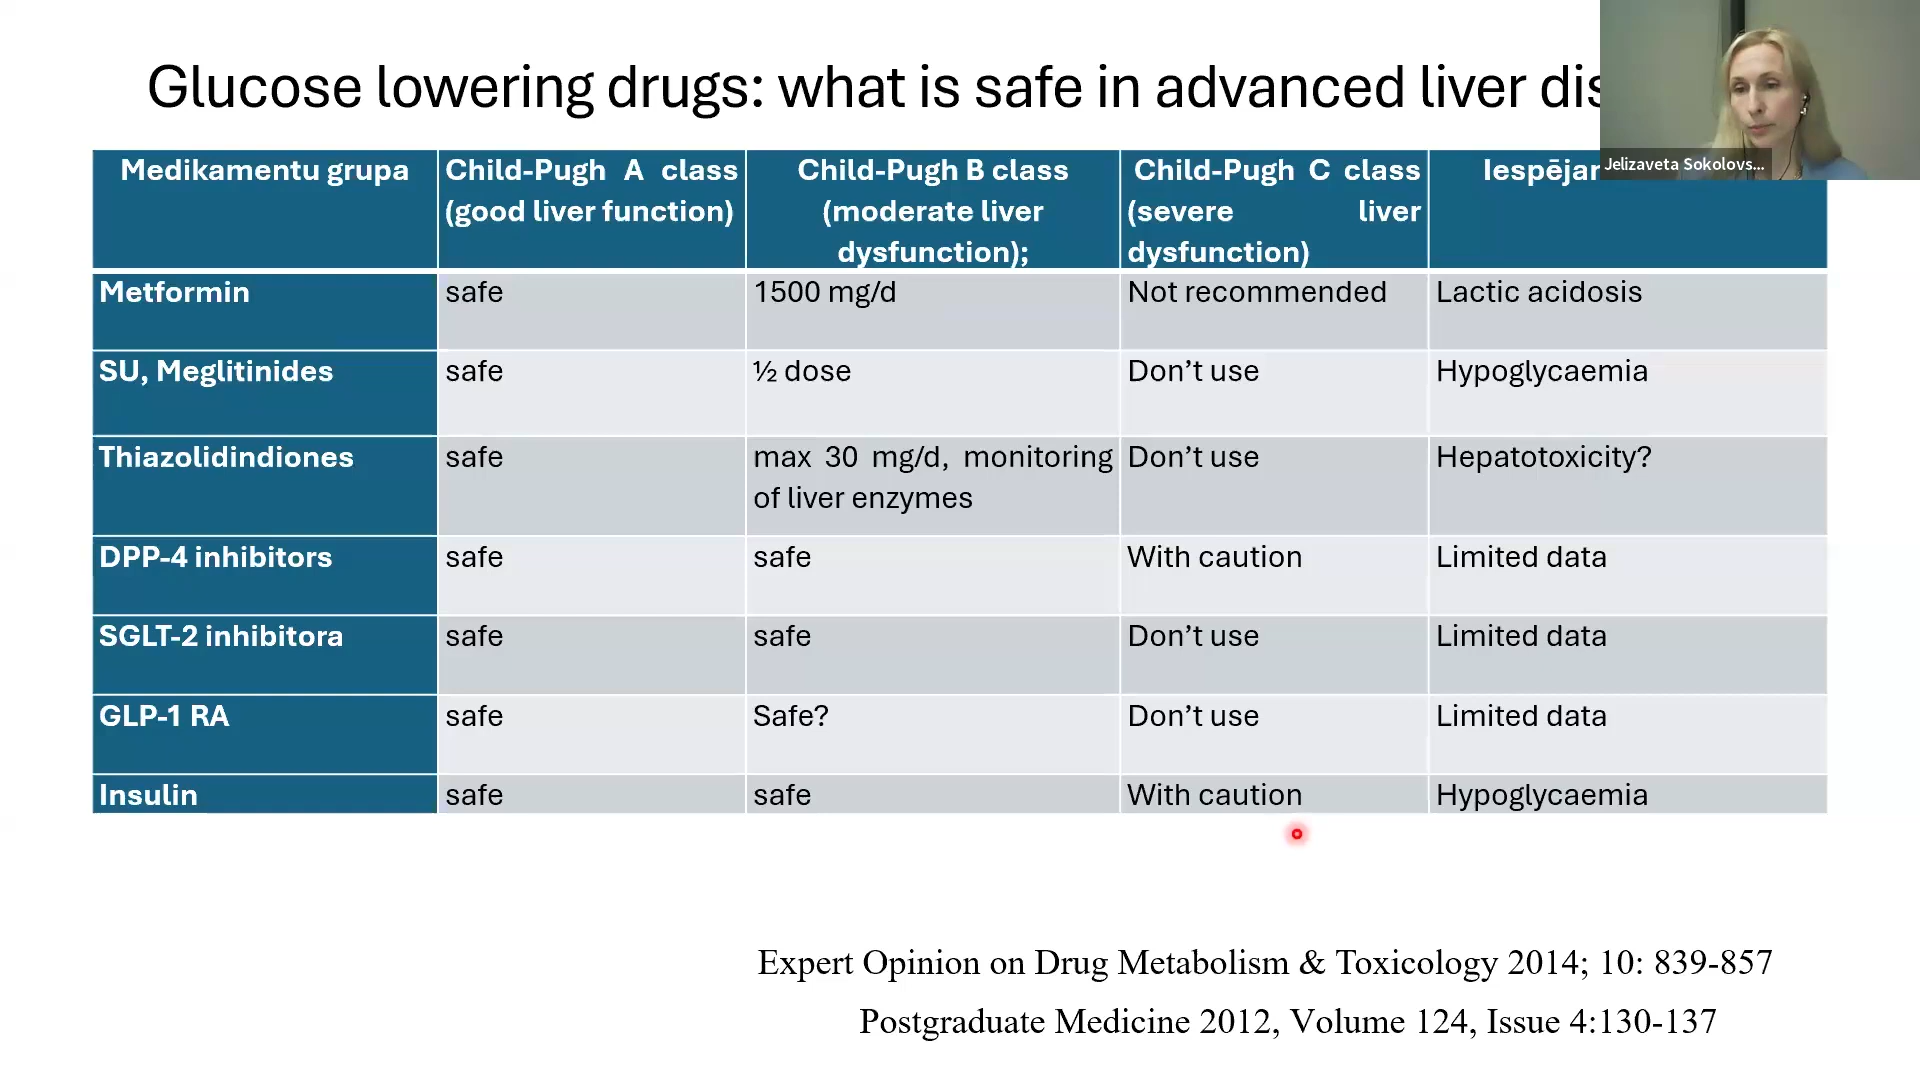 Glucose lowering drugs: what is safe in advanced liver
Jelizaveta Sokolovs...
Medikamentu grupa
Child-Pugh A class
(good liver function)
Child-Pugh B class
(moderate liver
dysfunction);
Child-Pugh C class
(severe liver
dysfunction)
Metformin
safe
1500 mg/d
Not recommended
Lactic acidosis
SU, Meglitinides
safe
½ dose
Don’t use
Hypoglycaemia
Thiazolidindiones
safe
max 30 mg/d, monitoring
of liver enzymes
Don’t use
Hepatotoxicity?
DPP-4 inhibitors
safe
safe
With caution
Limited data
SGLT-2 inhibitora
safe
safe
Don’t use
Limited data
GLP-1 RA
safe
Safe?
Don’t use
Limited data
Insulin
safe
safe
With caution
Hypoglycaemia
Expert Opinion on Drug Metabolism & Toxicology 2014; 10: 839-857
Postgraduate Medicine 2012, Volume 124, Issue 4:130-137